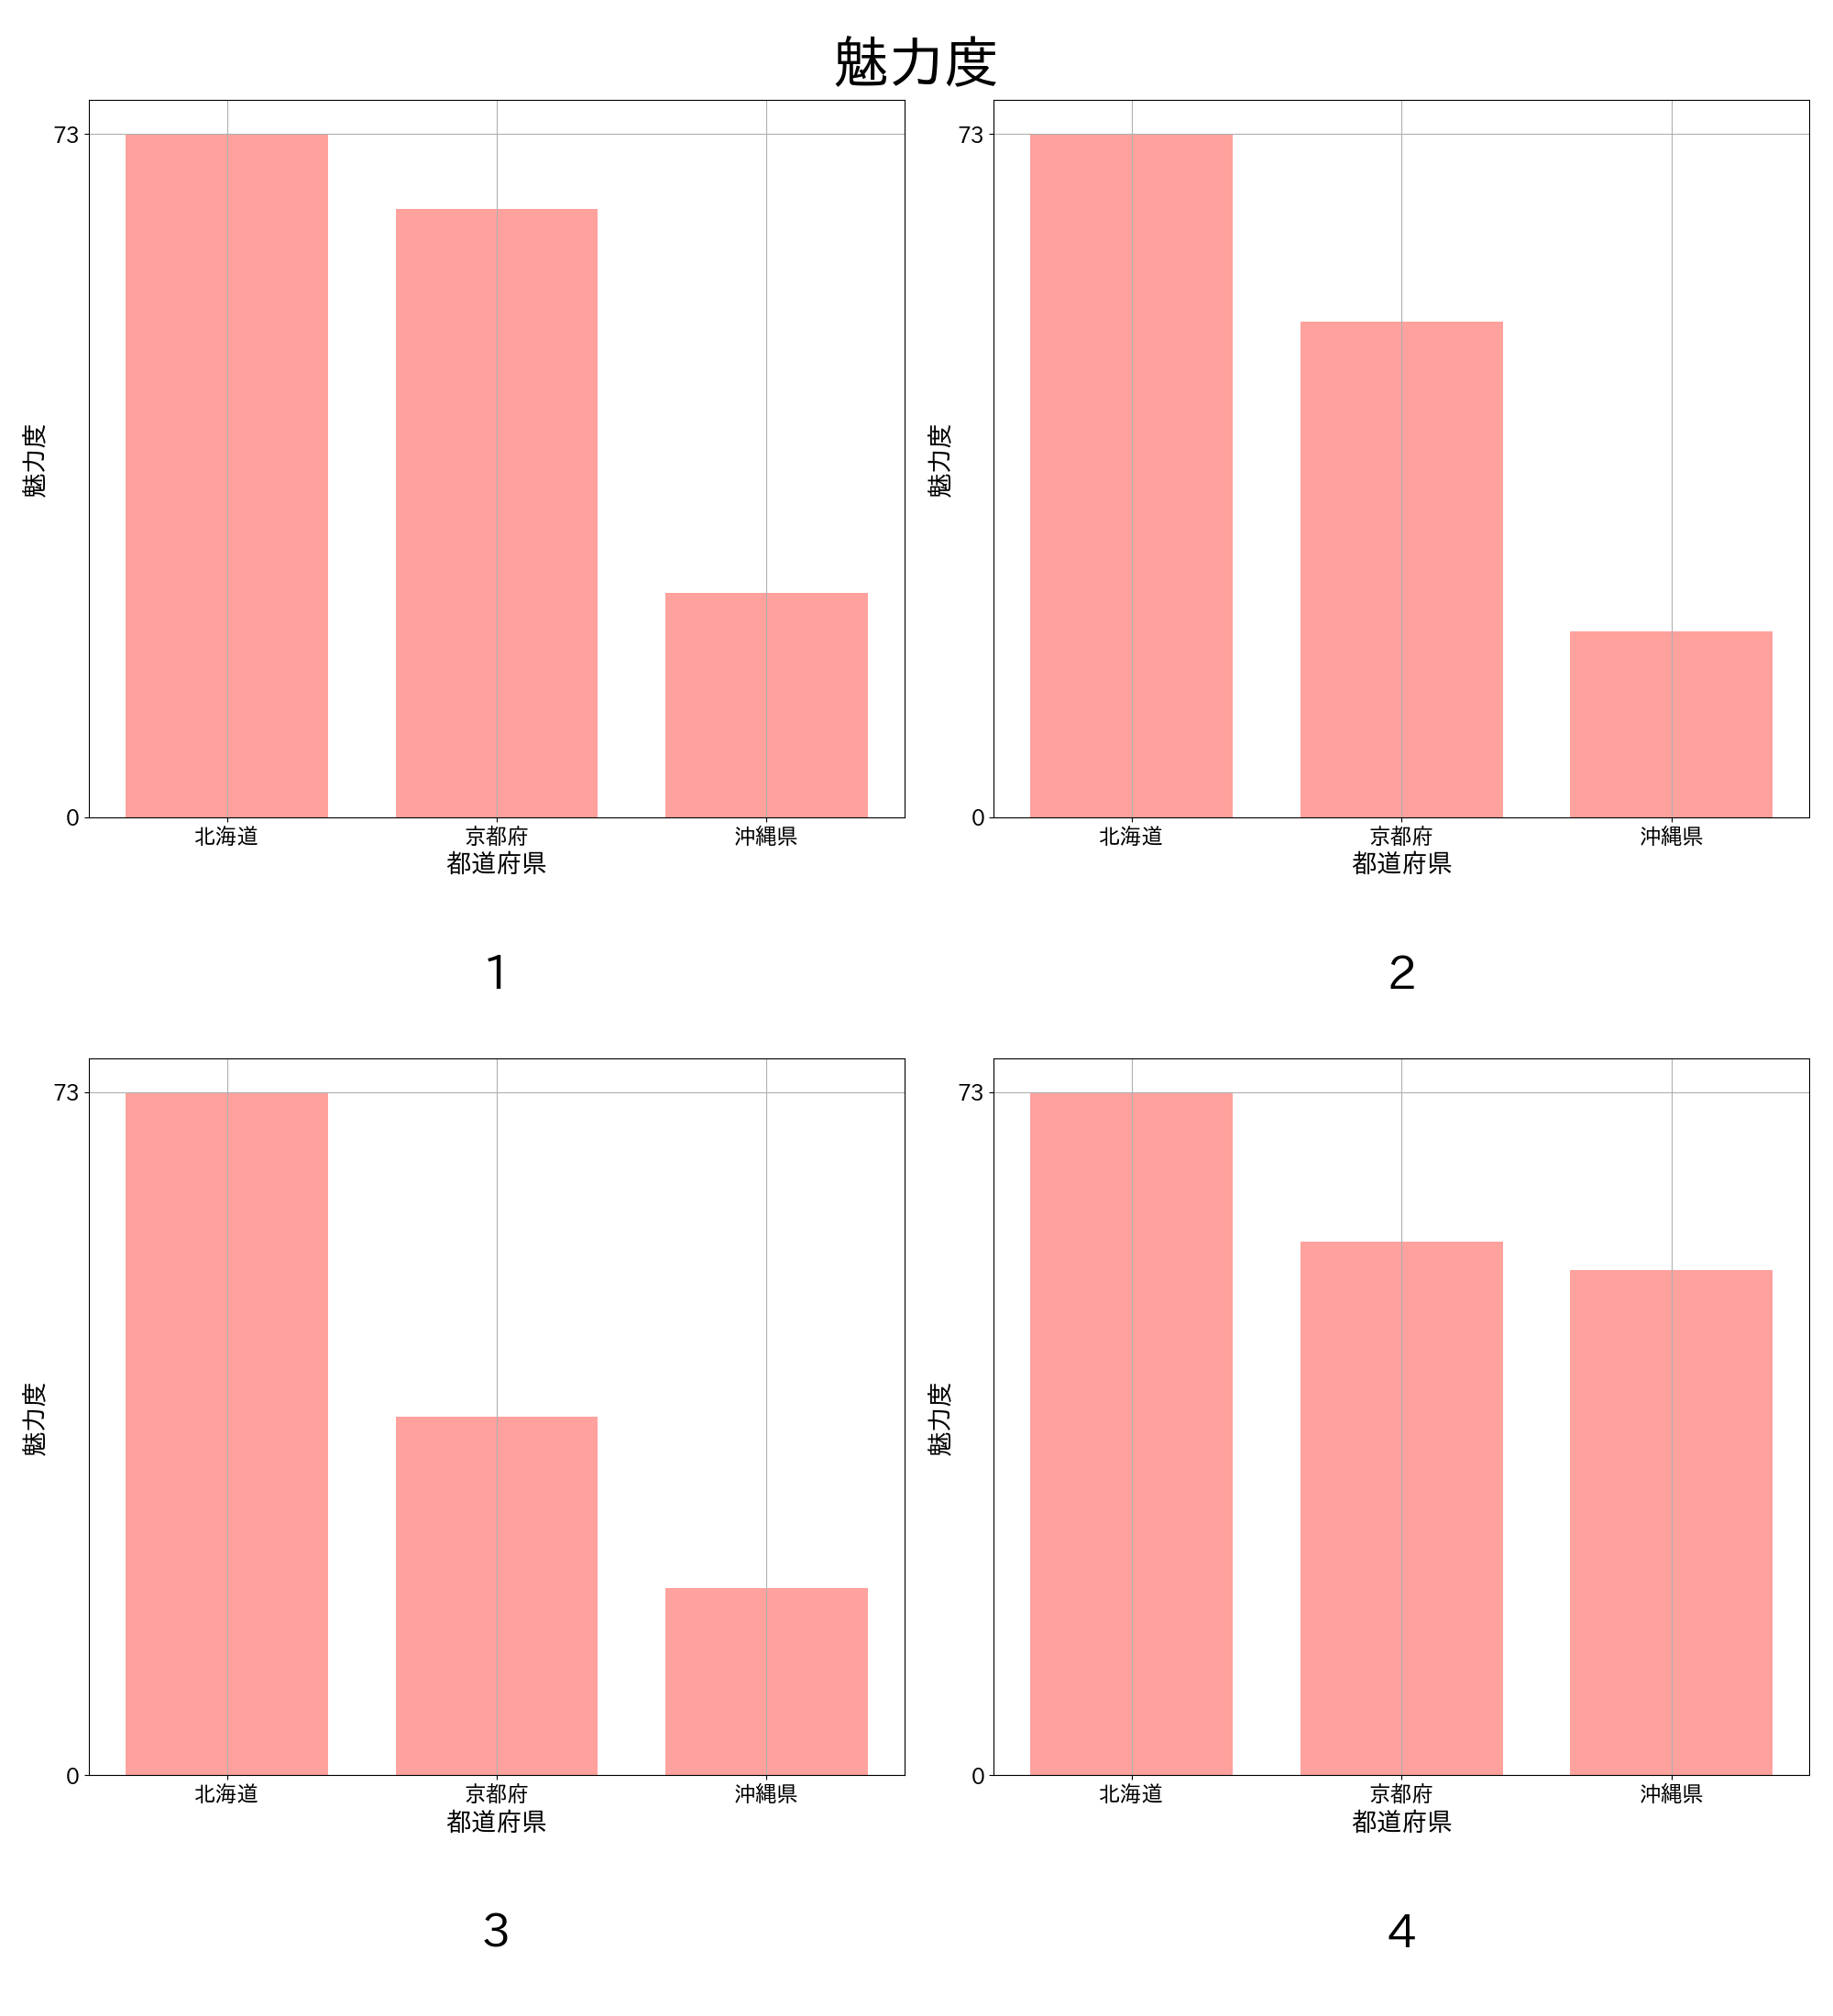 魅力度
73
魅力度
0
北海道 京都府 沖縄県
都道府県
1
73
魅力度
0
北海道 京都府 沖縄県
都道府県
2
73
魅力度
0
北海道 京都府 沖縄県
都道府県
3
73
魅力度
0
北海道 京都府 沖縄県
都道府県
4